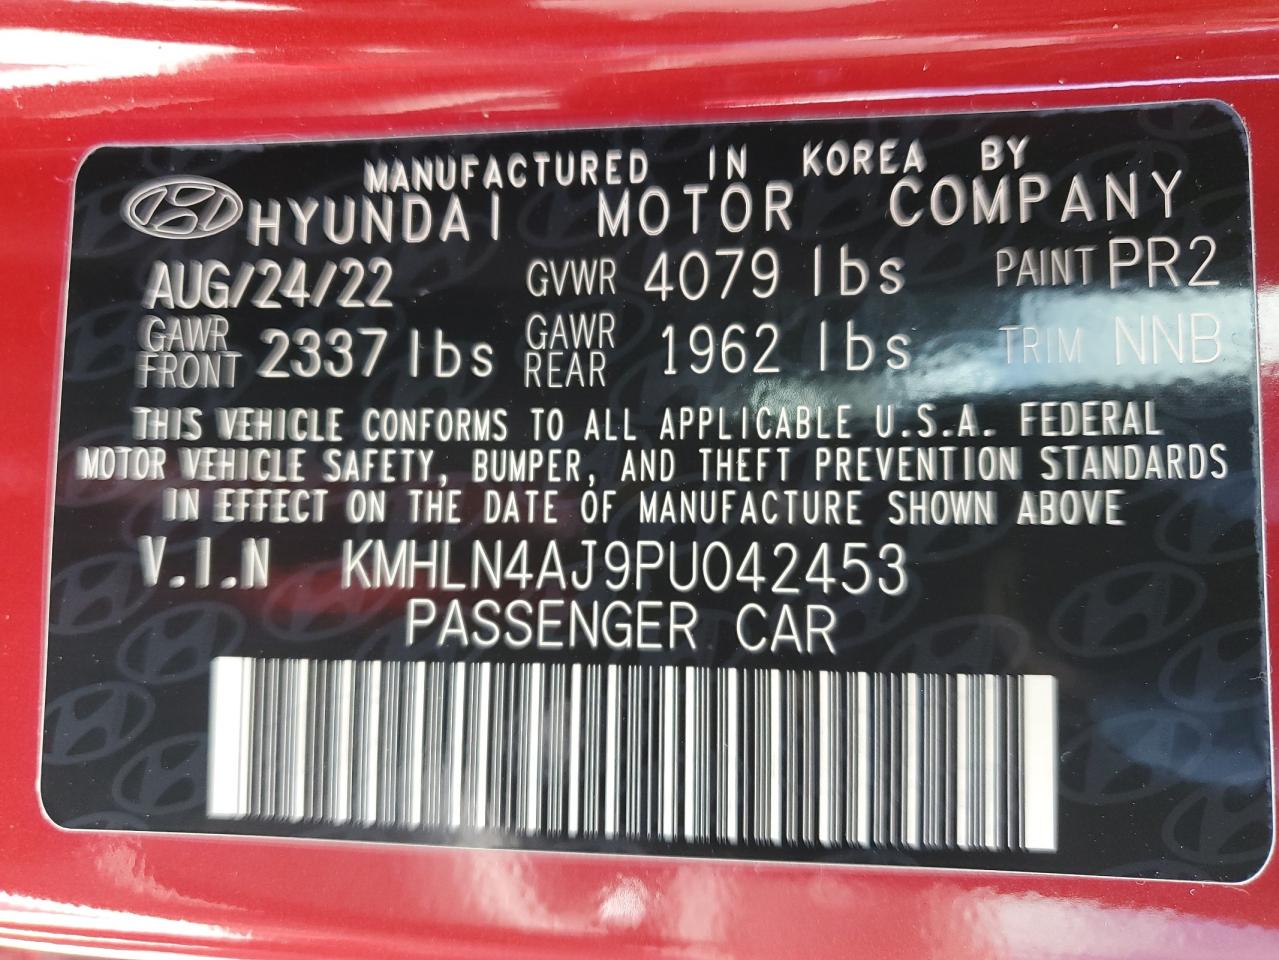 MANUFACTURED IN KOREA BY
HYUNDAI MOTOR COMPANY
AUG/24/22 GVWR 4079 lbs PAINT PR2
GAWR FRONT 2337 lbs GAWR REAR 1962 lbs TRIM NNB
THIS VEHICLE CONFORMS TO ALL APPLICABLE U.S.A. FEDERAL
MOTOR VEHICLE SAFETY, BUMPER, AND THEFT PREVENTION STANDARDS
IN EFFECT ON THE DATE OF MANUFACTURE SHOWN ABOVE
V.I.N KMHLN4AJ9PU042453
PASSENGER CAR